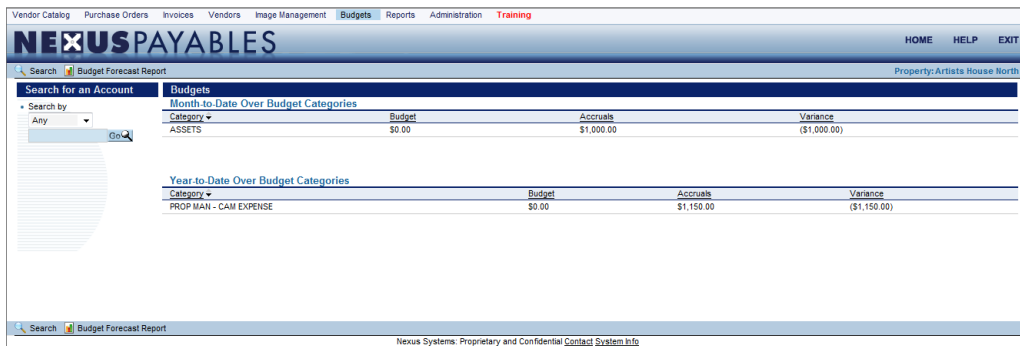 Vendor Catalog Purchase Orders Invoices Vendors Image Management Budgets Reports Administration Training
NEXUSPAYABLES
HOME HELP EXIT
Search Budget Forecast Report
Property: Artists House North
Search for an Account
Search by
Any
Go
Budgets
Month-to-Date Over Budget Categories
Category Budget Accruals Variance
ASSETS $0.00 $1,000.00 ($1,000.00)
Year-to-Date Over Budget Categories
Category Budget Accruals Variance
PROP MAN - CAM EXPENSE $0.00 $1,150.00 ($1,150.00)
Search Budget Forecast Report
Nexus Systems: Proprietary and Confidential Contact System Info